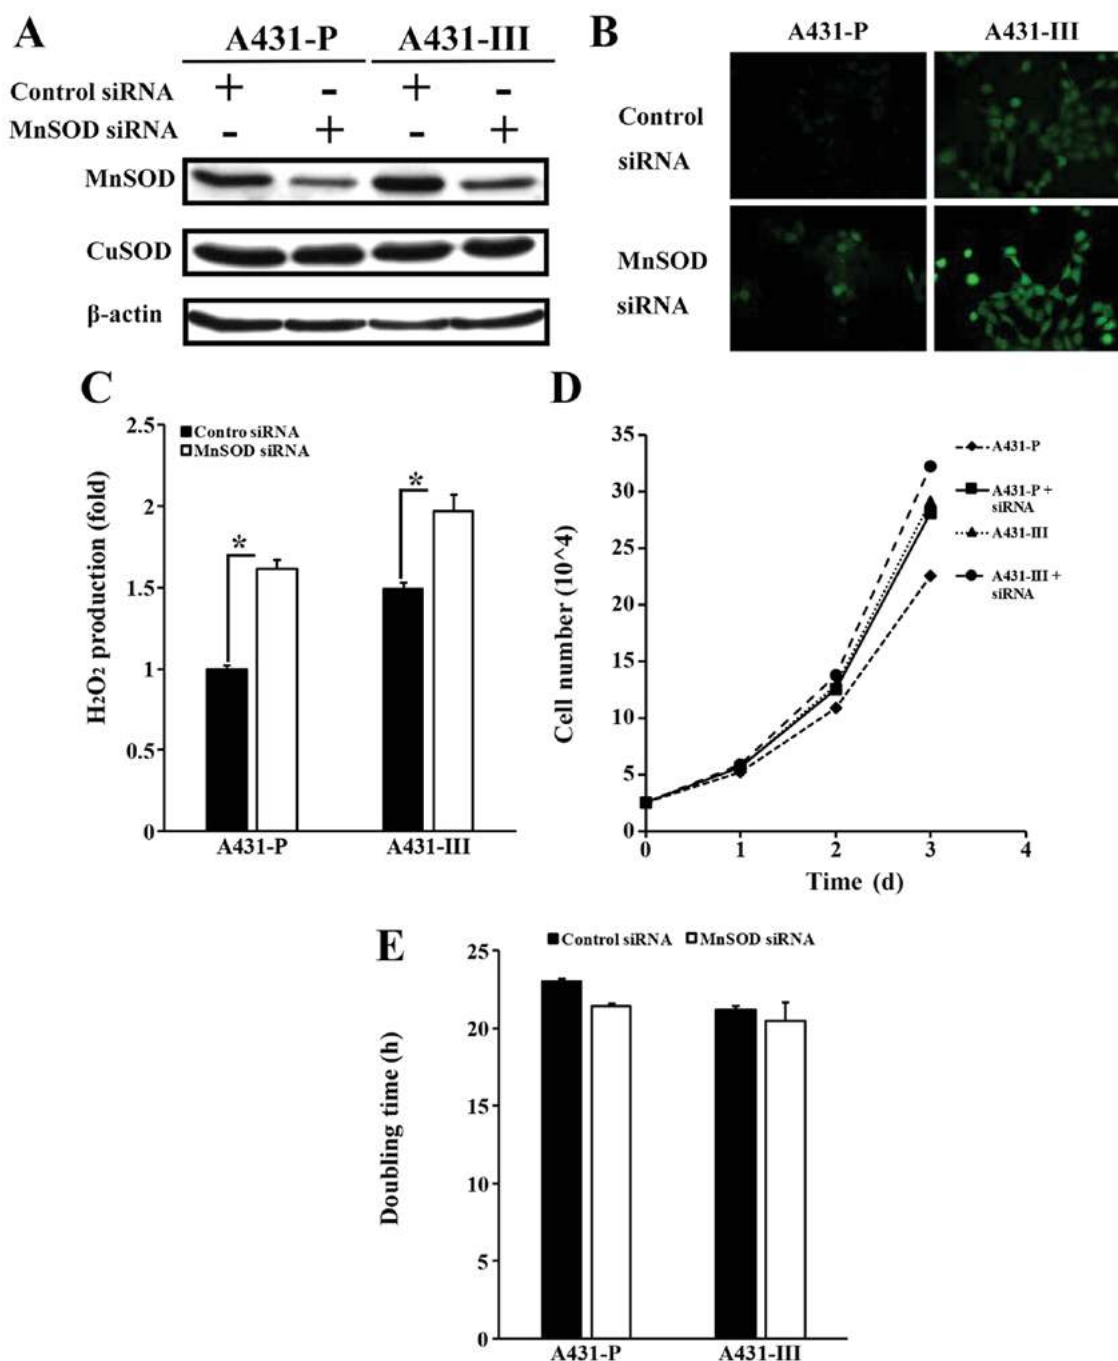 A
A431-P A431-III
Control siRNA + - + -
MnSOD siRNA - + - +
MnSOD
CuSOD
β-actin
B
A431-P A431-III
Control
siRNA
MnSOD
siRNA
C
H2O2 production (fold)
2.5
2
1.5
1
0.5
0
Contro siRNA
MnSOD siRNA
*
*
A431-P A431-III
D
Cell number (10^4)
35
30
25
20
15
10
5
0
0 1 2 3 4
Time (d)
A431-P
A431-P +
siRNA
A431-III
A431-III +
siRNA
E
Control siRNA MnSOD siRNA
Doubling time (h)
25
20
15
10
5
0
A431-P A431-III